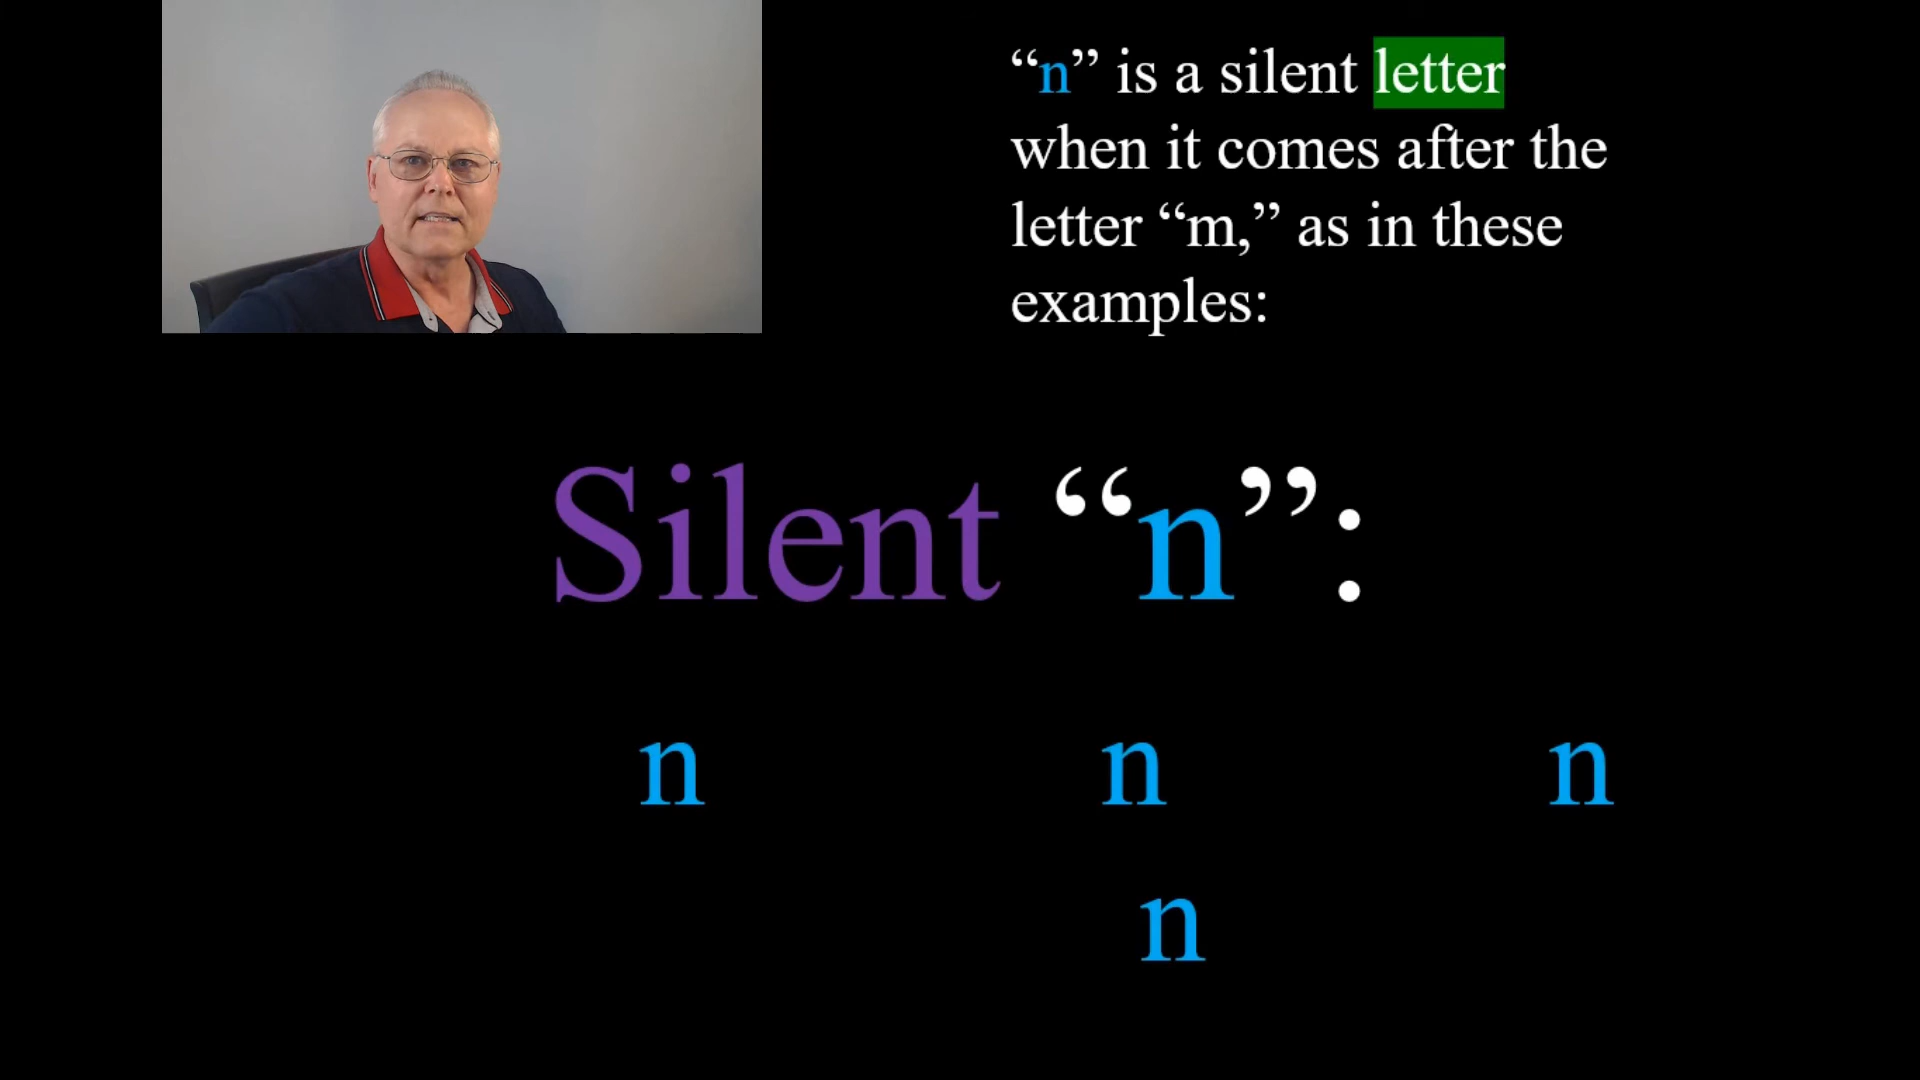 “n” is a silent letter
when it comes after the
letter “m,” as in these
examples:
Silent “n”:
n n n
n